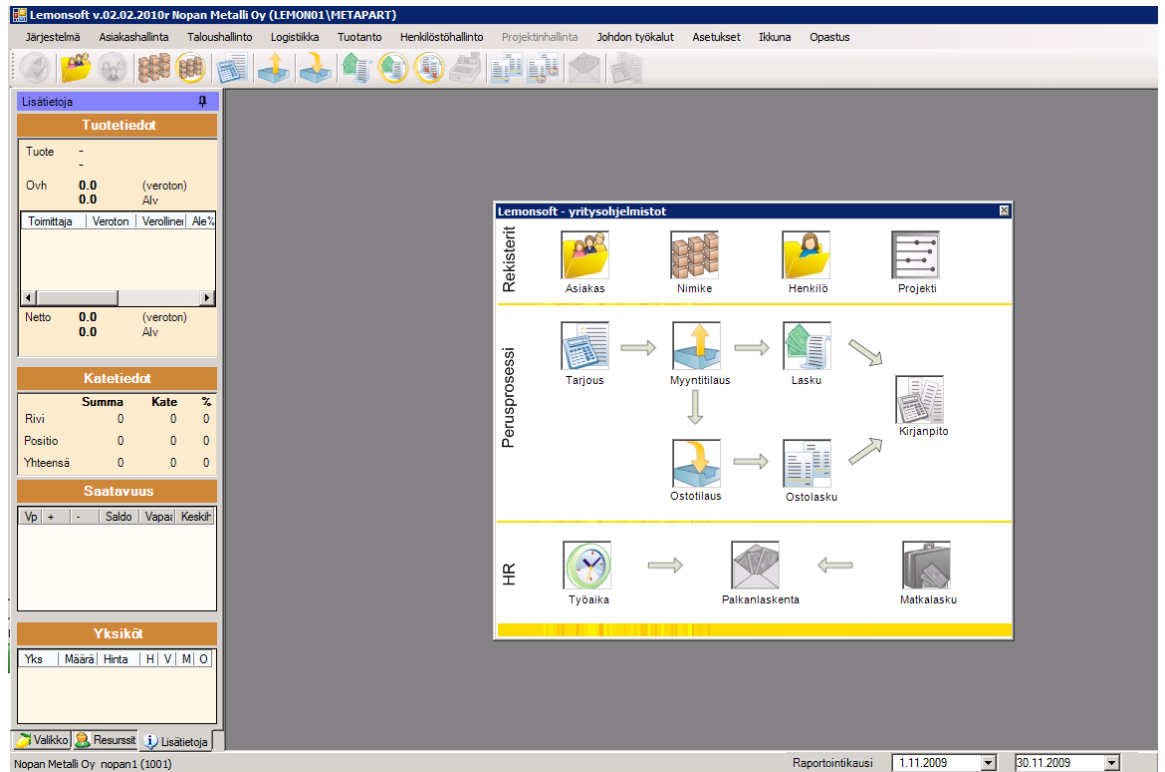 Lemonsoft v.02.02.2010r Nopan Metalli Oy (LEMON01\METAPART)
Järjestelmä Asiakashallinta Taloushallinto Logistiikka Tuotanto Henkilöstöhallinto Projektinhallinta Johdon työkalut Asetukset Ikkuna Opastus
Lisätietoja
Tuotetiedot
Tuote -
-
Ovh 0.0 (veroton)
0.0 Alv
Toimittaja Veroton Verolliner Ale%
Netto 0.0 (veroton)
0.0 Alv
Katetiedot
Summa Kate %
Rivi 0 0 0
Positio 0 0 0
Yhteensä 0 0 0
Saatavuus
Vp + - Saldo Vapaa Keskih
Yksiköt
Yks Määrä Hinta H V M O
Valikko Resurssit Lisätietoja
Lemonsoft - yritysohjelmistot
Rekisterit
Asiakas Nimike Henkilö Projekti
Perusprosessi
Tarjous Myyntitilaus Lasku
Kirjanpito
Ostotilaus Ostolasku
HR
Työaika Palkanlaskenta Matkalasku
Nopan Metalli Oy nopan1 (1001)
Raportointikausi 1.11.2009 30.11.2009